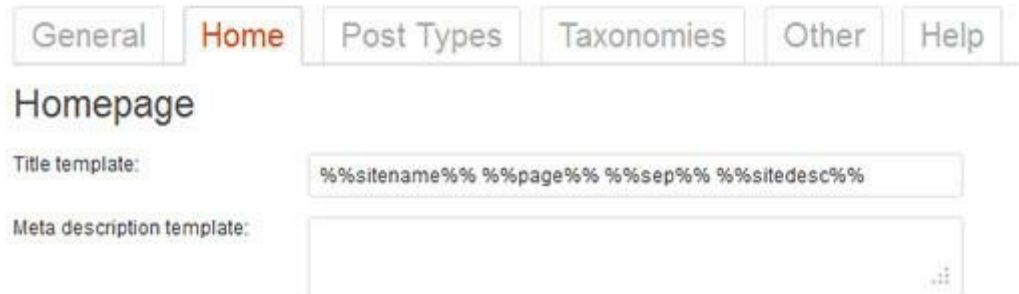 General Home Post Types Taxonomies Other Help
Homepage
Title template: %%sitename%% %%page%% %%sep%% %%sitedesc%%
Meta description template: